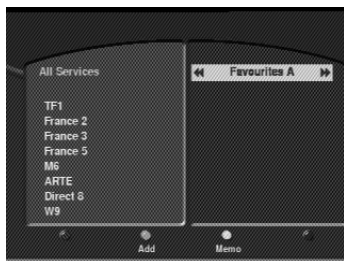 All Services
Favourites A
TF1
France 2
France 3
France 5
M6
ARTE
Direct 8
W9
Add
Memo